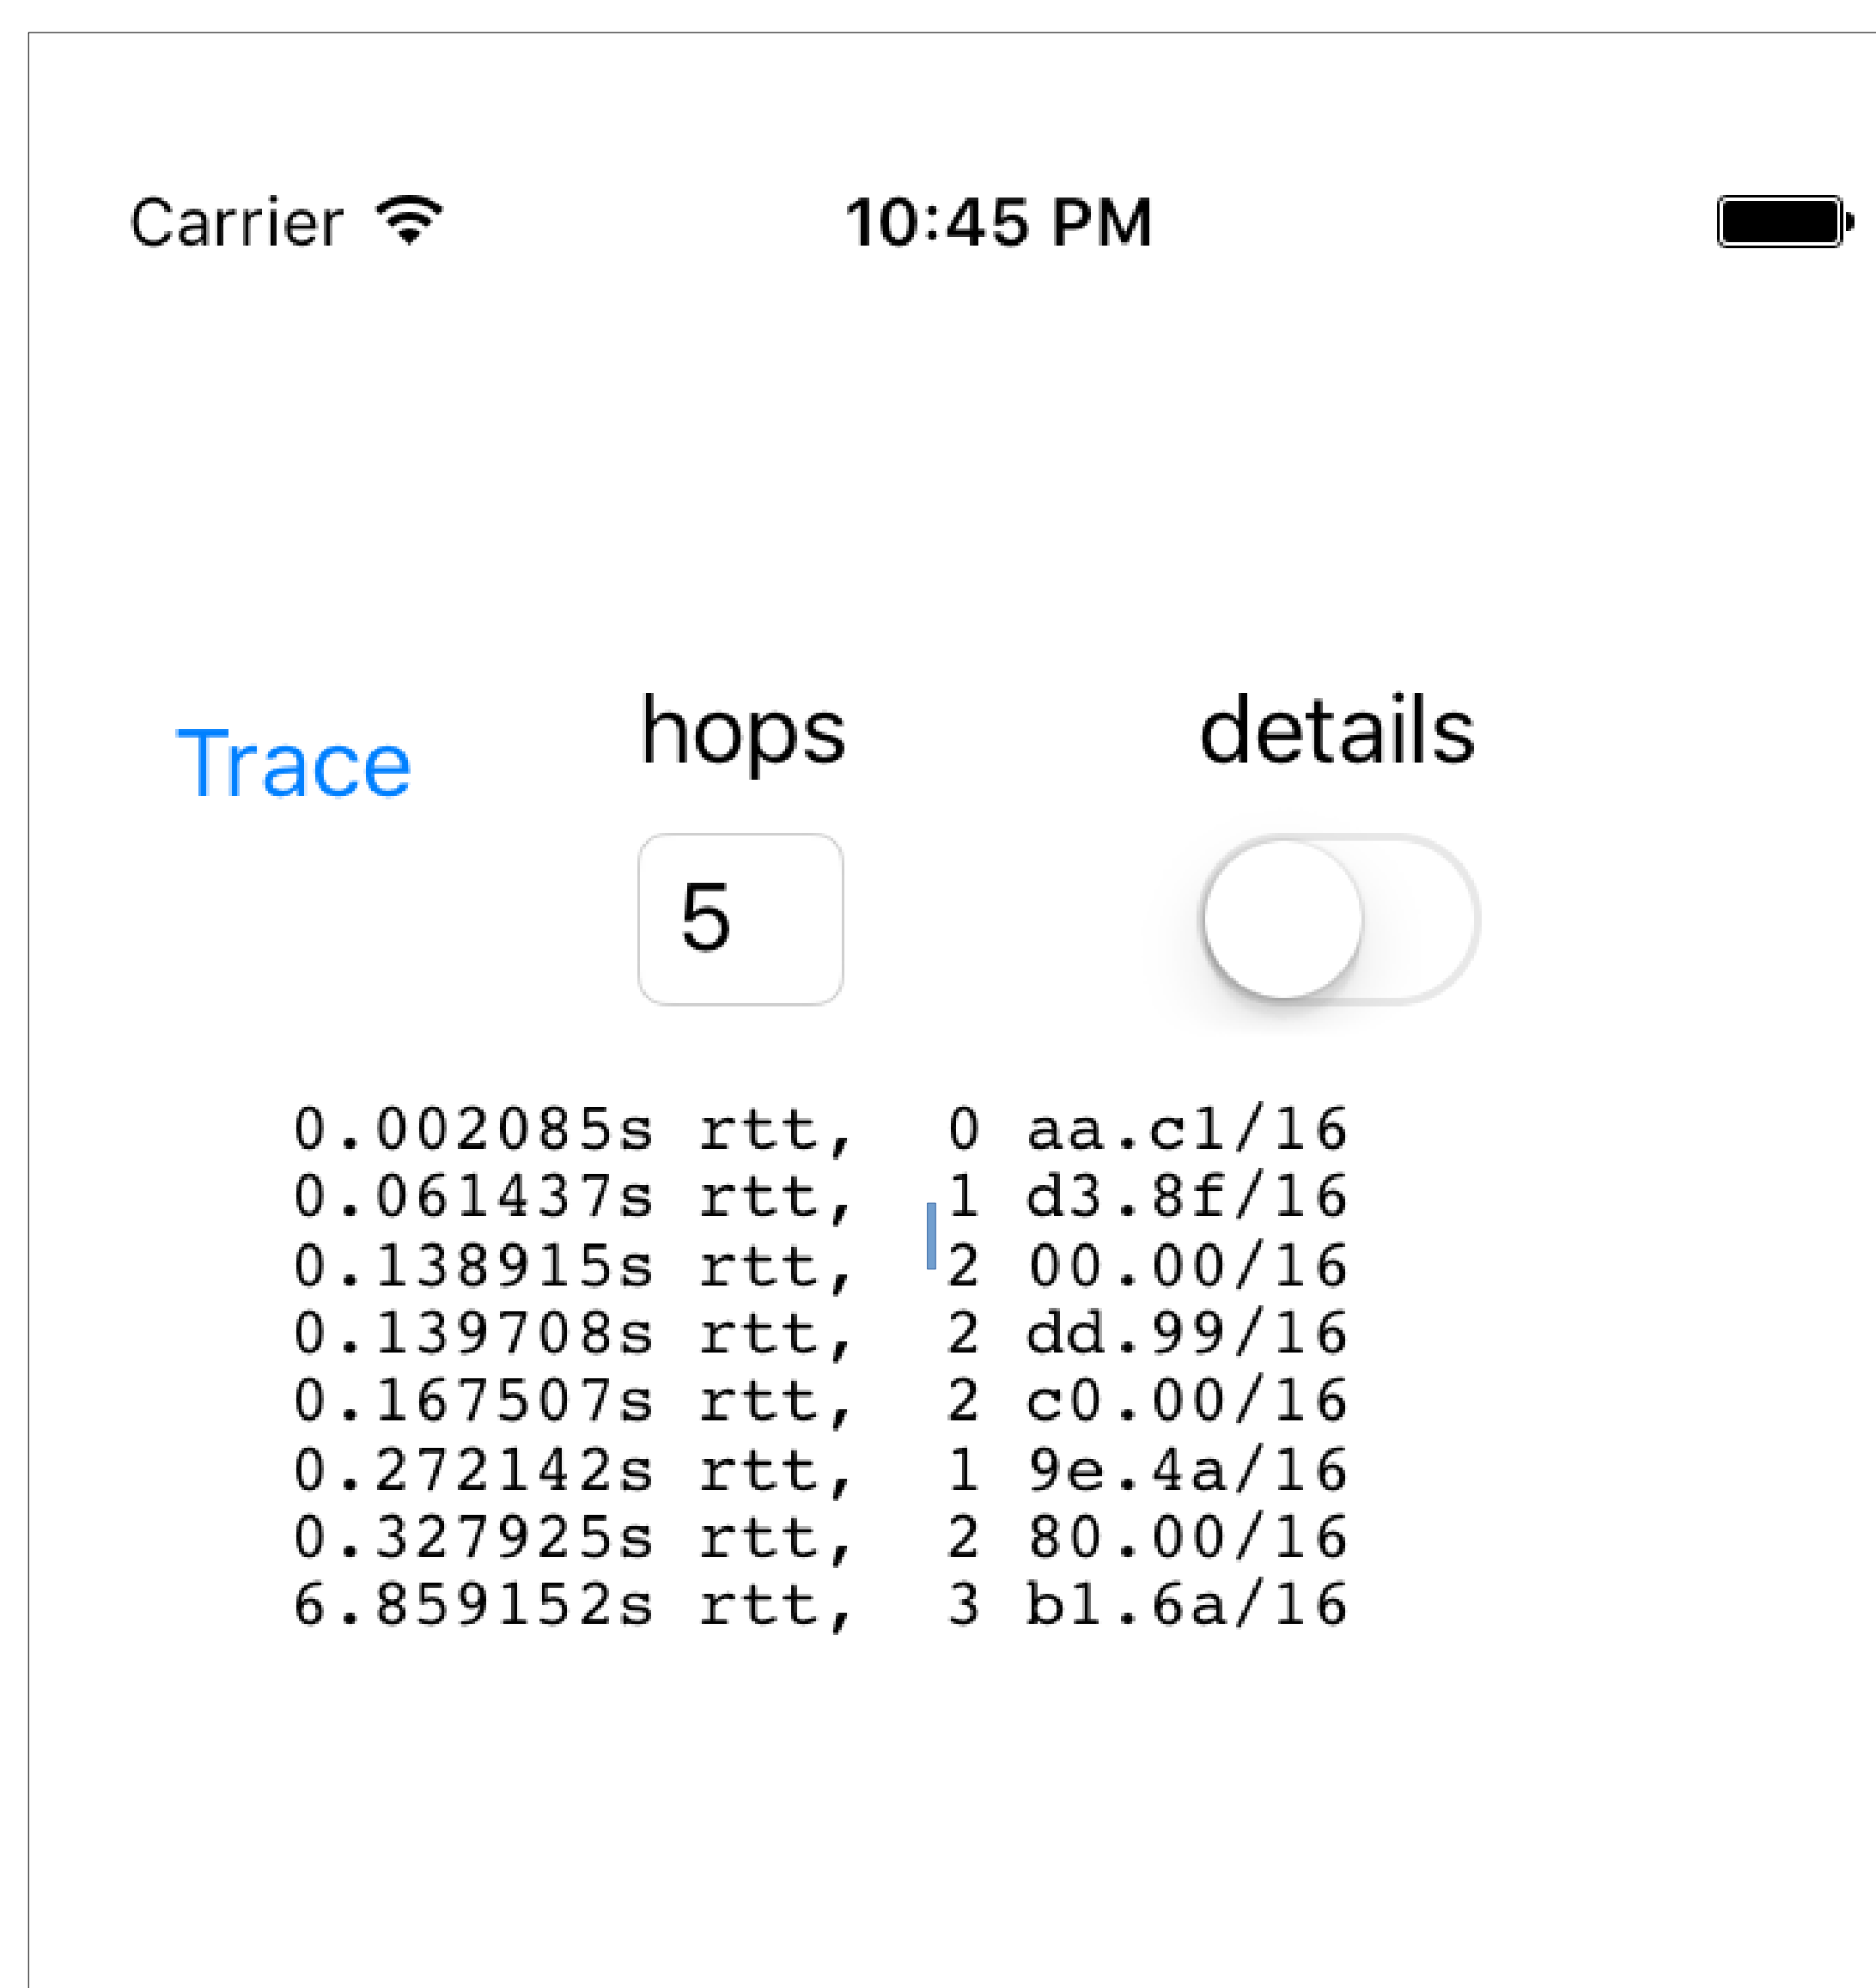 Carrier 10:45 PM
hops details
Trace
5
0.002085s rtt,  0 aa.c1/16
0.061437s rtt,  1 d3.8f/16
0.138915s rtt,  2 00.00/16
0.139708s rtt,  2 dd.99/16
0.167507s rtt,  2 c0.00/16
0.272142s rtt,  1 9e.4a/16
0.327925s rtt,  2 80.00/16
6.859152s rtt,  3 b1.6a/16